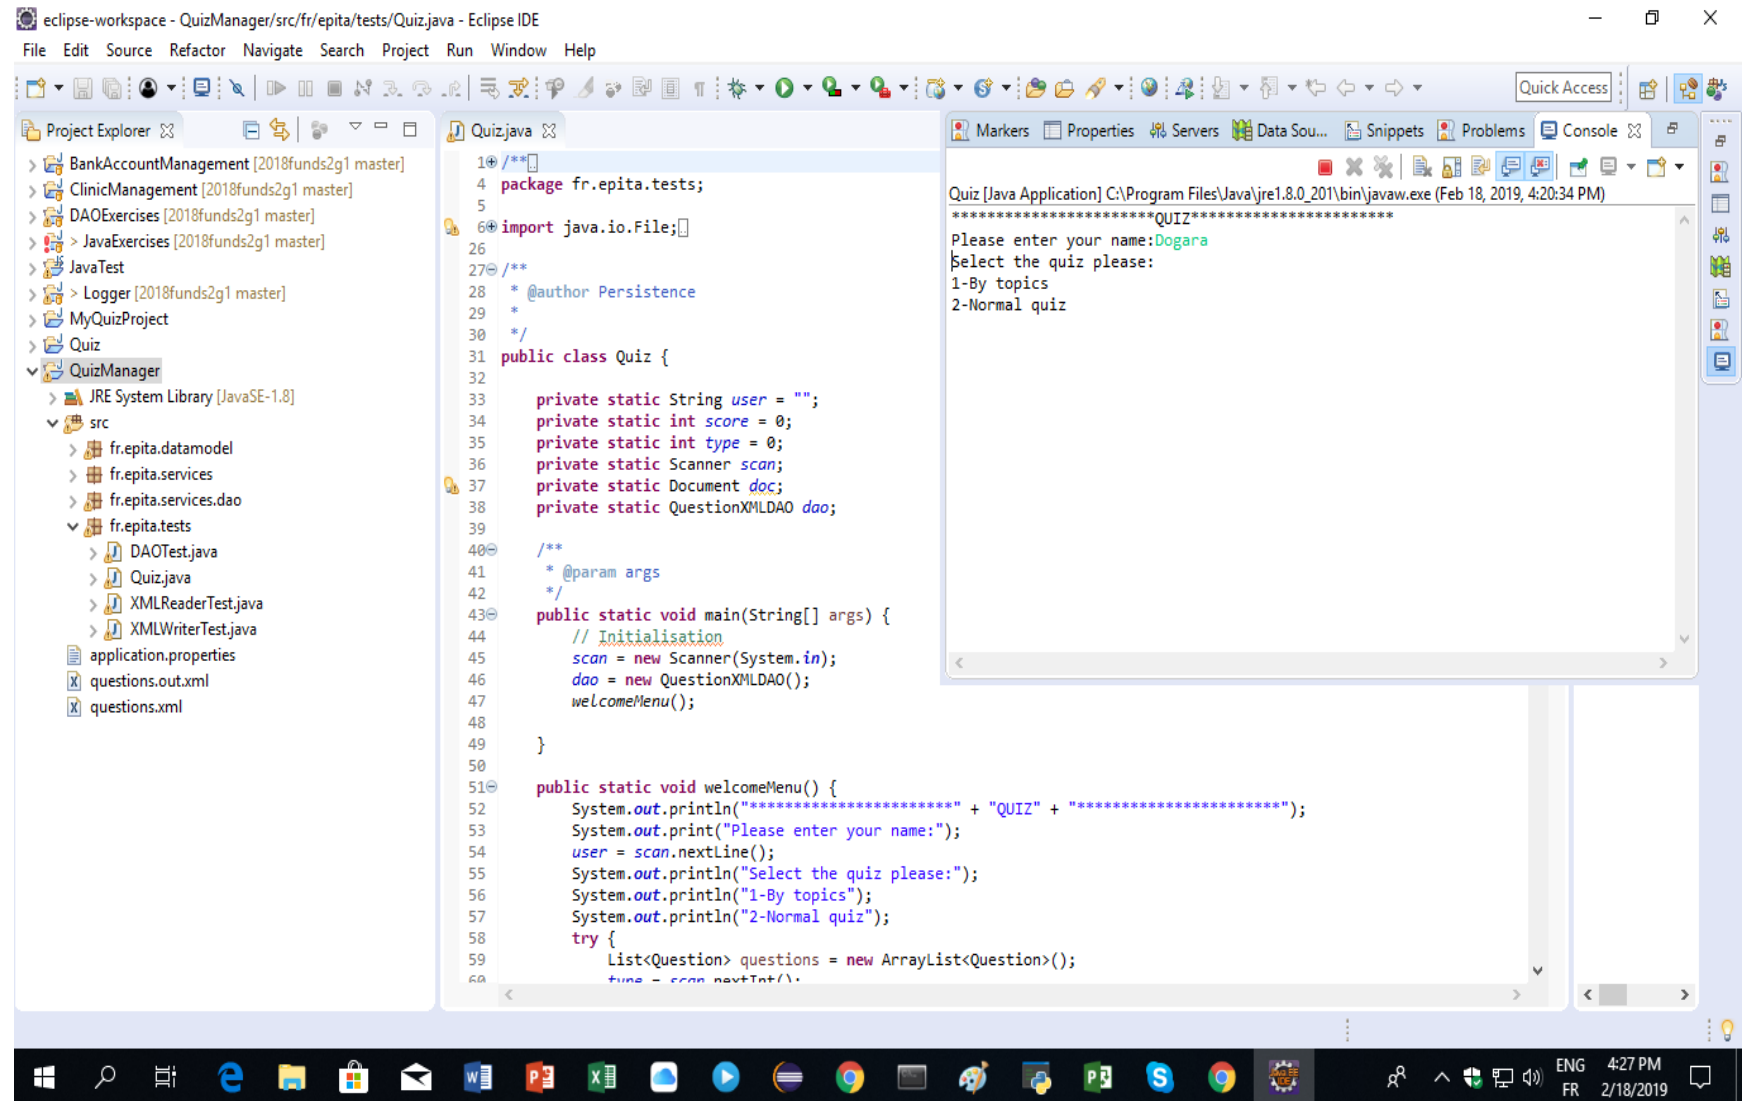 eclipse-workspace - QuizManager/src/fr/epita/tests/Quiz.java - Eclipse IDE
File Edit Source Refactor Navigate Search Project Run Window Help
Quick Access
Project Explorer
BankAccountManagement [2018funds2g1 master]
ClinicManagement [2018funds2g1 master]
DAOExercises [2018funds2g1 master]
> JavaExercises [2018funds2g1 master]
JavaTest
> Logger [2018funds2g1 master]
MyQuizProject
Quiz
QuizManager
JRE System Library [JavaSE-1.8]
src
fr.epita.datamodel
fr.epita.services
fr.epita.services.dao
fr.epita.tests
DAOTest.java
Quiz.java
XMLReaderTest.java
XMLWriterTest.java
application.properties
questions.out.xml
questions.xml
Quiz.java
1 /**
4 package fr.epita.tests;
5
6 import java.io.File;
26
27 /**
28 * @author Persistence
29 *
30 */
31 public class Quiz {
32
33 private static String user = "";
34 private static int score = 0;
35 private static int type = 0;
36 private static Scanner scan;
37 private static Document doc;
38 private static QuestionXMLDAO dao;
39
40 /**
41 * @param args
42 */
43 public static void main(String[] args) {
44 // Initialisation
45 scan = new Scanner(System.in);
46 dao = new QuestionXMLDAO();
47 welcomeMenu();
48
49 }
50
51 public static void welcomeMenu() {
52 System.out.println("***********************" + "QUIZ" + "***********************");
53 System.out.print("Please enter your name:");
54 user = scan.nextLine();
55 System.out.println("Select the quiz please:");
56 System.out.println("1-By topics");
57 System.out.println("2-Normal quiz");
58 try {
59 List<Question> questions = new ArrayList<Question>();
60 type = scan.nextInt();
Markers Properties Servers Data Sou... Snippets Problems Console
Quiz [Java Application] C:\Program Files\Java\jre1.8.0_201\bin\javaw.exe (Feb 18, 2019, 4:20:34 PM)
***********************QUIZ***********************
Please enter your name:Dogara
Select the quiz please:
1-By topics
2-Normal quiz
ENG
FR
4:27 PM
2/18/2019